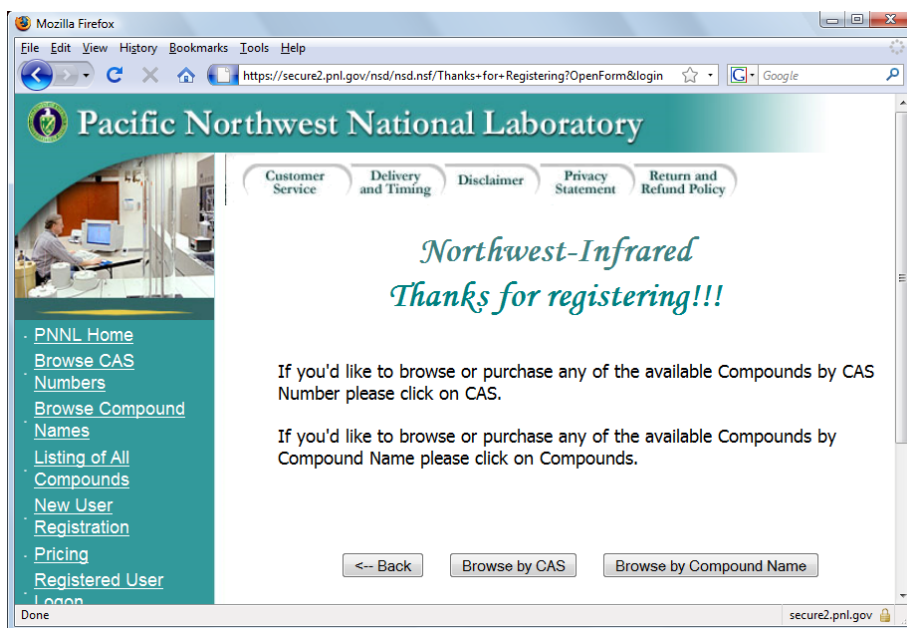 Mozilla Firefox
File Edit View History Bookmarks Tools Help
https://secure2.pnl.gov/nsd/nsd.nsf/Thanks+for+Registering?OpenForm&login
G Google
Pacific Northwest National Laboratory
Customer Service
Delivery and Timing
Disclaimer
Privacy Statement
Return and Refund Policy
Northwest-Infrared
Thanks for registering!!!
· PNNL Home
· Browse CAS
Numbers
· Browse Compound
Names
· Listing of All
Compounds
· New User
Registration
· Pricing
· Registered User
Logon
If you'd like to browse or purchase any of the available Compounds by CAS
Number please click on CAS.
If you'd like to browse or purchase any of the available Compounds by
Compound Name please click on Compounds.
<-- Back
Browse by CAS
Browse by Compound Name
Done
secure2.pnl.gov